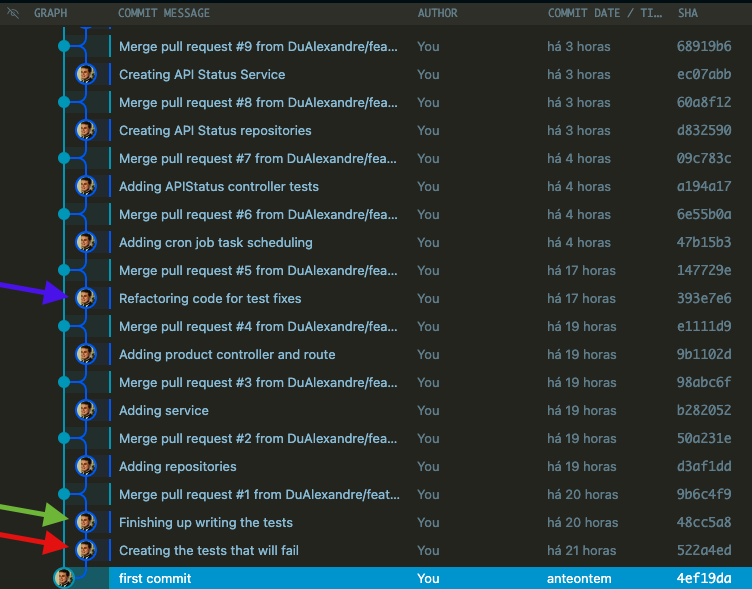 GRAPH COMMIT MESSAGE AUTHOR COMMIT DATE / TI... SHA
Merge pull request #9 from DuAlexandre/fea... You há 3 horas 68919b6
Creating API Status Service You há 3 horas ec07abb
Merge pull request #8 from DuAlexandre/fea... You há 3 horas 60a8f12
Creating API Status repositories You há 3 horas d832590
Merge pull request #7 from DuAlexandre/fea... You há 4 horas 09c783c
Adding APIStatus controller tests You há 4 horas a194a17
Merge pull request #6 from DuAlexandre/fea... You há 4 horas 6e55b0a
Adding cron job task scheduling You há 4 horas 47b15b3
Merge pull request #5 from DuAlexandre/fea... You há 17 horas 147729e
Refactoring code for test fixes You há 17 horas 393e7e6
Merge pull request #4 from DuAlexandre/fea... You há 19 horas e1111d9
Adding product controller and route You há 19 horas 9b1102d
Merge pull request #3 from DuAlexandre/fea... You há 19 horas 98abc6f
Adding service You há 19 horas b282052
Merge pull request #2 from DuAlexandre/fea... You há 19 horas 50a231e
Adding repositories You há 19 horas d3af1dd
Merge pull request #1 from DuAlexandre/feat... You há 20 horas 9b6c4f9
Finishing up writing the tests You há 20 horas 48cc5a8
Creating the tests that will fail You há 21 horas 522a4ed
first commit You anteontem 4ef19da